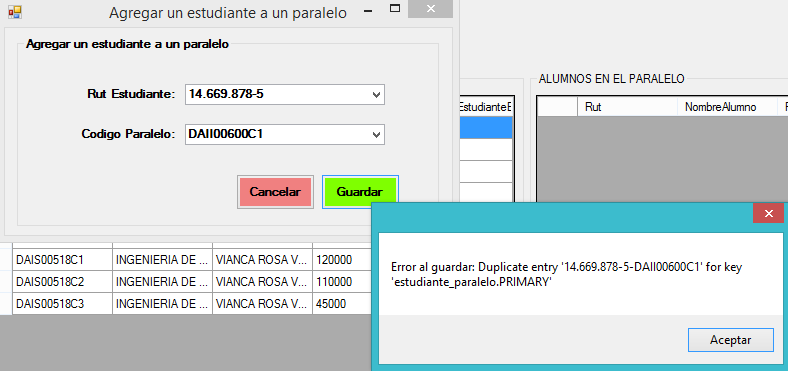 Agregar un estudiante a un paralelo
Agregar un estudiante a un paralelo
Rut Estudiante: 14.669.878-5
Codigo Paralelo: DAII00600C1
Cancelar Guardar
EstudianteE
ALUMNOS EN EL PARALELO
Rut NombreAlumno
DAIS00518C1 INGENIERIA DE ... VIANCA ROSA V... 120000
DAIS00518C2 INGENIERIA DE ... VIANCA ROSA V... 110000
DAIS00518C3 INGENIERIA DE ... VIANCA ROSA V... 45000
Error al guardar: Duplicate entry '14.669.878-5-DAII00600C1' for key
'estudiante_paralelo.PRIMARY'
Aceptar